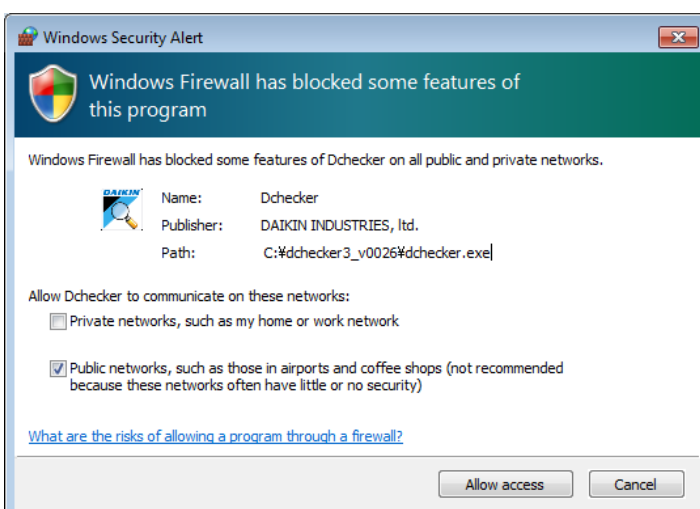 Windows Security Alert
Windows Firewall has blocked some features of
this program
Windows Firewall has blocked some features of Dchecker on all public and private networks.
DAIKIN
Name: Dchecker
Publisher: DAIKIN INDUSTRIES, ltd.
Path: C:¥dchecker3_v0026¥dchecker.exe
Allow Dchecker to communicate on these networks:
Private networks, such as my home or work network
Public networks, such as those in airports and coffee shops (not recommended
because these networks often have little or no security)
What are the risks of allowing a program through a firewall?
Allow access Cancel